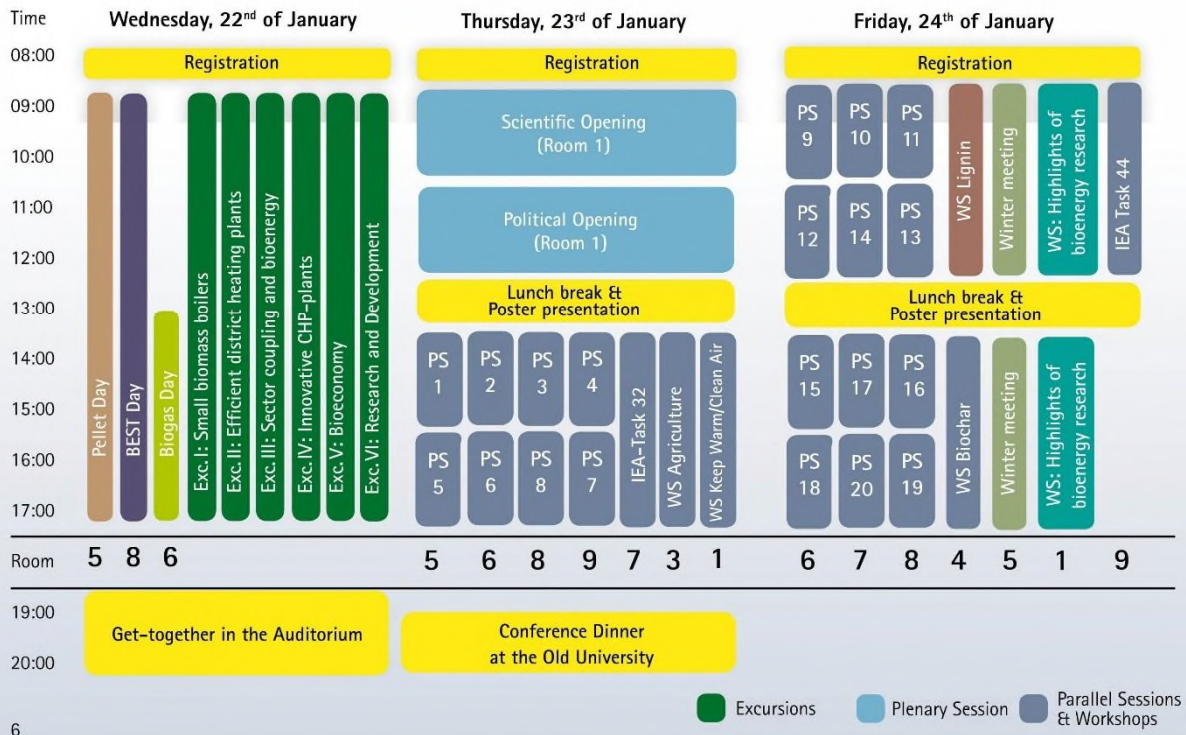 Time
Wednesday, 22nd of January
Thursday, 23rd of January
Friday, 24th of January
08:00
Registration
Registration
Registration
09:00
10:00
11:00
12:00
13:00
14:00
15:00
16:00
17:00
Pellet Day
BEST Day
Biogas Day
Exc. I: Small biomass boilers
Exc. II: Efficient district heating plants
Exc. III: Sector coupling and bioenergy
Exc. IV: Innovative CHP-plants
Exc. V: Bioeconomy
Exc. VI: Research and Development
Scientific Opening
(Room 1)
Political Opening
(Room 1)
Lunch break &
Poster presentation
PS
1
PS
2
PS
3
PS
4
PS
5
PS
6
PS
8
PS
7
IEA-Task 32
WS Agriculture
WS Keep Warm/Clean Air
PS
9
PS
10
PS
11
PS
12
PS
14
PS
13
WS Lignin
Winter meeting
WS: Highlights of
bioenergy research
IEA Task 44
Lunch break &
Poster presentation
PS
15
PS
17
PS
16
PS
18
PS
20
PS
19
WS Biochar
Winter meeting
WS: Highlights of
bioenergy research
Room
5 8 6
5 6 8 9 7 3 1
6 7 8 4 5 1 9
19:00
20:00
Get-together in the Auditorium
Conference Dinner
at the Old University
Excursions
Plenary Session
Parallel Sessions
& Workshops
6